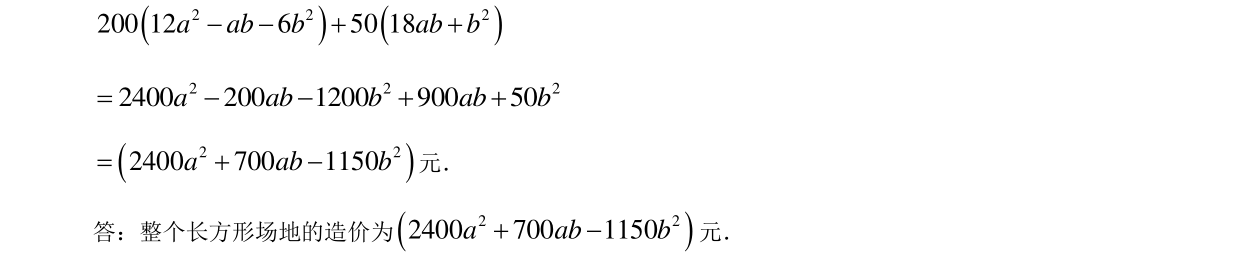 200(12a²－ab－6b²)+50(18ab+b²)
=2400a²－200ab－1200b²+900ab+50b²
=(2400a²+700ab－1150b²)元．
答：整个长方形场地的造价为(2400a²+700ab－1150b²)元．